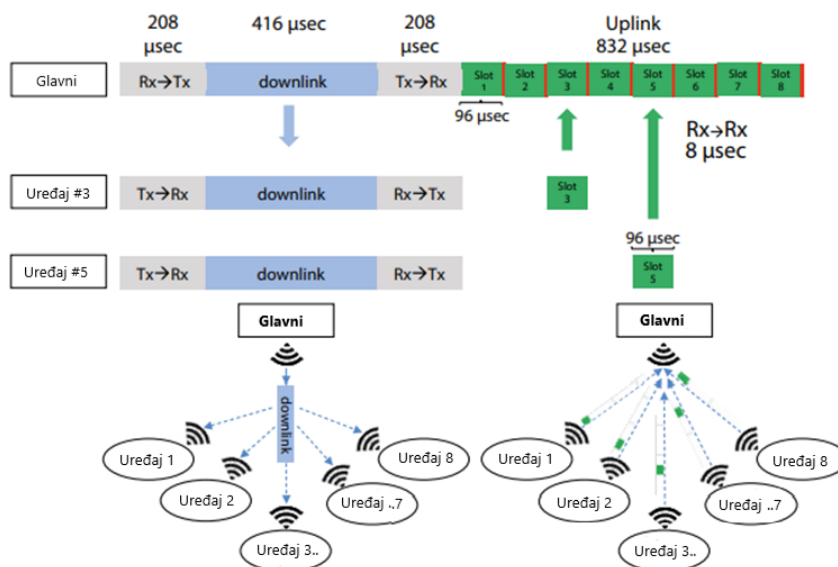 208
µsec
416 µsec
208
µsec
Uplink
832 µsec
Glavni
Rx→Tx
downlink
Tx→Rx
Slot
1
Slot
2
Slot
3
Slot
4
Slot
5
Slot
6
Slot
7
Slot
8
96 µsec
Rx→Rx
8 µsec
Uređaj #3
Tx→Rx
downlink
Rx→Tx
Slot
3
96 µsec
Uređaj #5
Tx→Rx
downlink
Rx→Tx
Slot
5
Glavni
downlink
Uređaj 1
Uređaj 2
Uređaj 3..
Uređaj ..7
Uređaj 8
Glavni
Uređaj 1
Uređaj 2
Uređaj 3..
Uređaj ..7
Uređaj 8